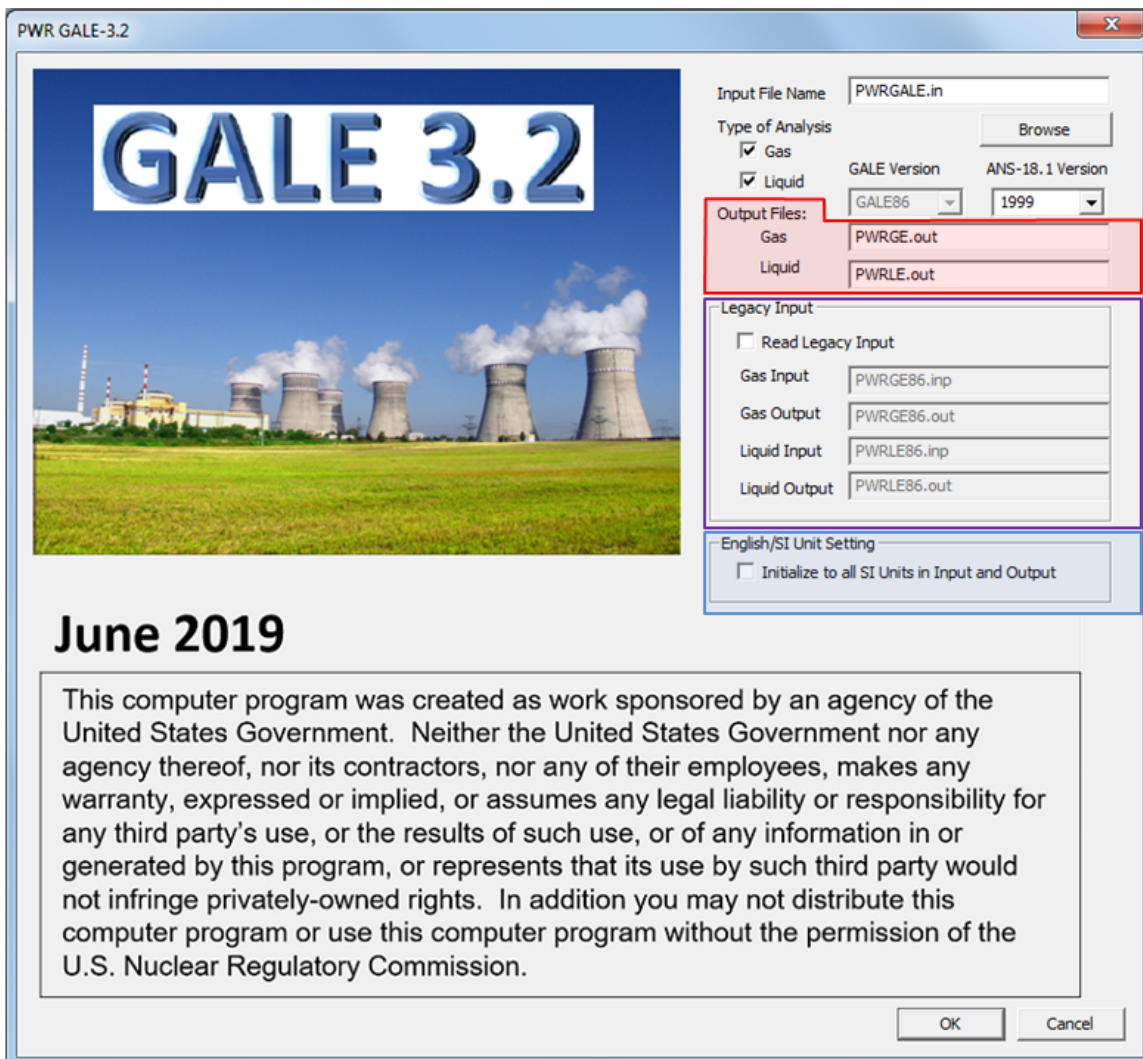 PWR GALE-3.2
GALE 3.2
Input File Name PWRGALE.in
Type of Analysis Browse
Gas
Liquid GALE Version ANS-18.1 Version
GALE86 1999
Output Files:
Gas PWRGE.out
Liquid PWRLE.out
Legacy Input
Read Legacy Input
Gas Input PWRGE86.inp
Gas Output PWRGE86.out
Liquid Input PWRLE86.inp
Liquid Output PWRLE86.out
English/SI Unit Setting
Initialize to all SI Units in Input and Output
June 2019
This computer program was created as work sponsored by an agency of the
United States Government.  Neither the United States Government nor any
agency thereof, nor its contractors, nor any of their employees, makes any
warranty, expressed or implied, or assumes any legal liability or responsibility for
any third party's use, or the results of such use, or of any information in or
generated by this program, or represents that its use by such third party would
not infringe privately-owned rights.  In addition you may not distribute this
computer program or use this computer program without the permission of the
U.S. Nuclear Regulatory Commission.
OK Cancel